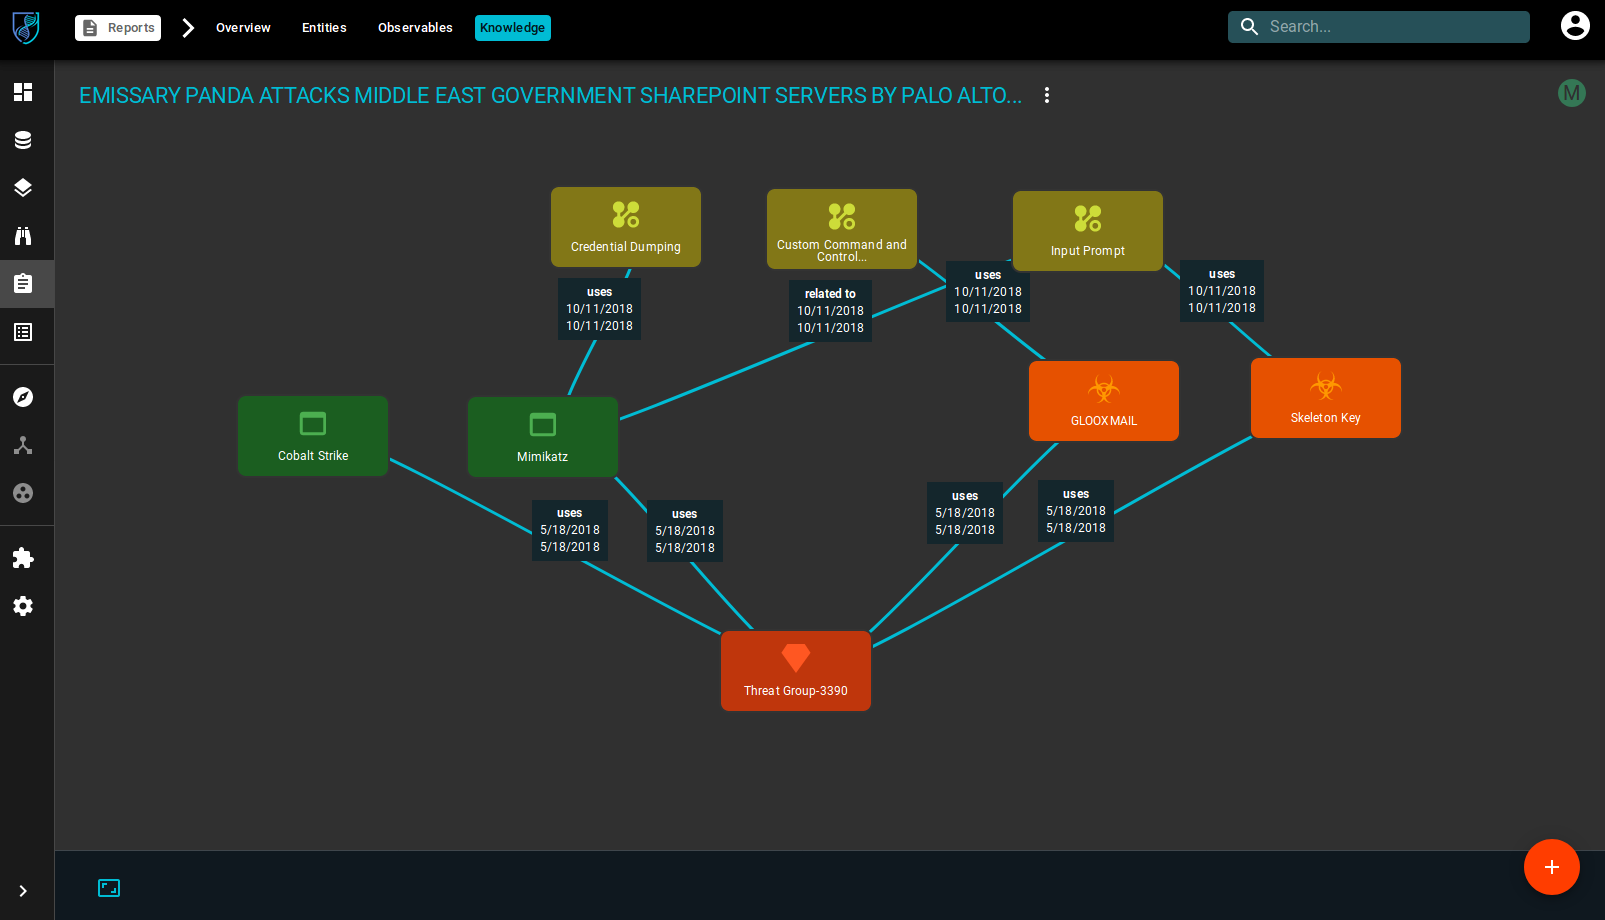 Reports
Overview
Entities
Observables
Knowledge
Search...
EMISSARY PANDA ATTACKS MIDDLE EAST GOVERNMENT SHAREPOINT SERVERS BY PALO ALTO...
M
Credential Dumping
Custom Command and
Control...
Input Prompt
uses
10/11/2018
10/11/2018
related to
10/11/2018
10/11/2018
uses
10/11/2018
10/11/2018
uses
10/11/2018
10/11/2018
Cobalt Strike
Mimikatz
GLOOXMAIL
Skeleton Key
uses
5/18/2018
5/18/2018
uses
5/18/2018
5/18/2018
uses
5/18/2018
5/18/2018
uses
5/18/2018
5/18/2018
Threat Group-3390